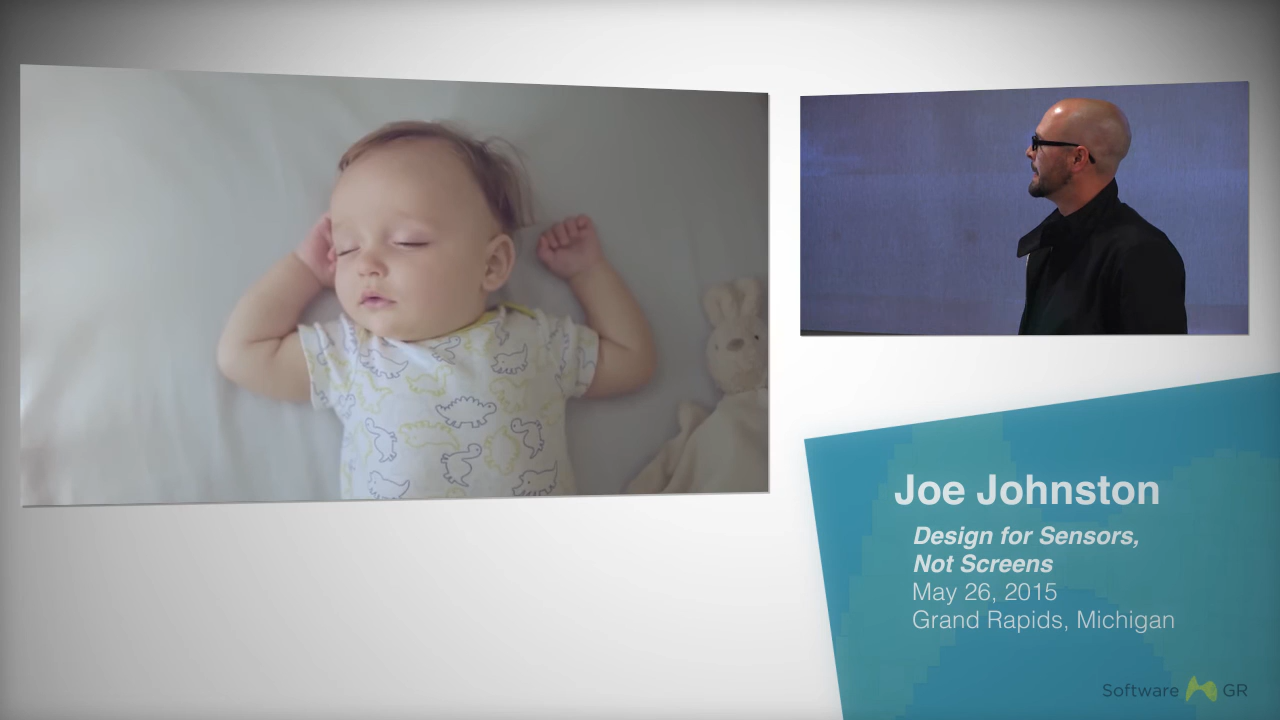 Joe Johnston
Design for Sensors,
Not Screens
May 26, 2015
Grand Rapids, Michigan
Software GR